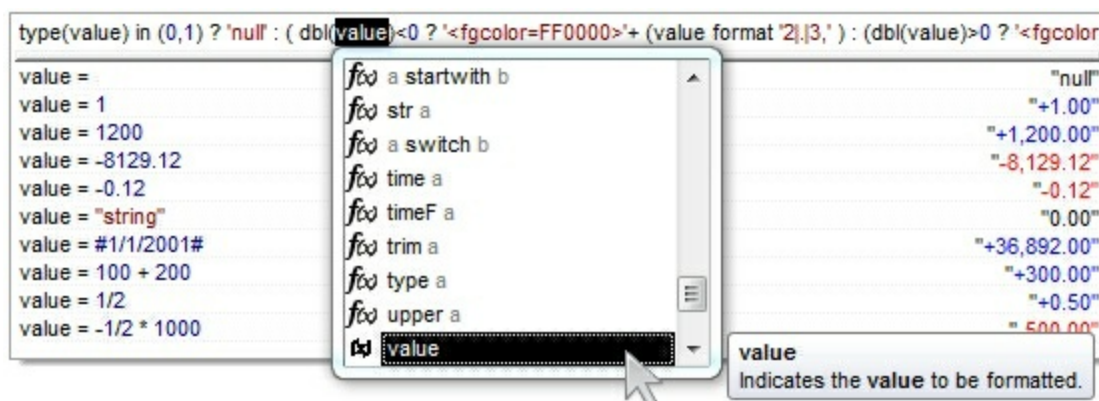 type(value) in (0,1) ? 'null' : ( dbl(value)<0 ? '<fgcolor=FF0000>'+ (value format '2|.|3,' ) : (dbl(value)>0 ? '<fgcolor
value = "null"
value = 1 "+1.00"
value = 1200 "+1,200.00"
value = -8129.12 "-8,129.12"
value = -0.12 "-0.12"
value = "string" "0.00"
value = #1/1/2001# "+36,892.00"
value = 100 + 200 "+300.00"
value = 1/2 "+0.50"
value = -1/2 * 1000 "-500.00"
f(x) a startwith b
f(x) str a
f(x) a switch b
f(x) time a
f(x) timeF a
f(x) trim a
f(x) type a
f(x) upper a
(x) value
value
Indicates the value to be formatted.